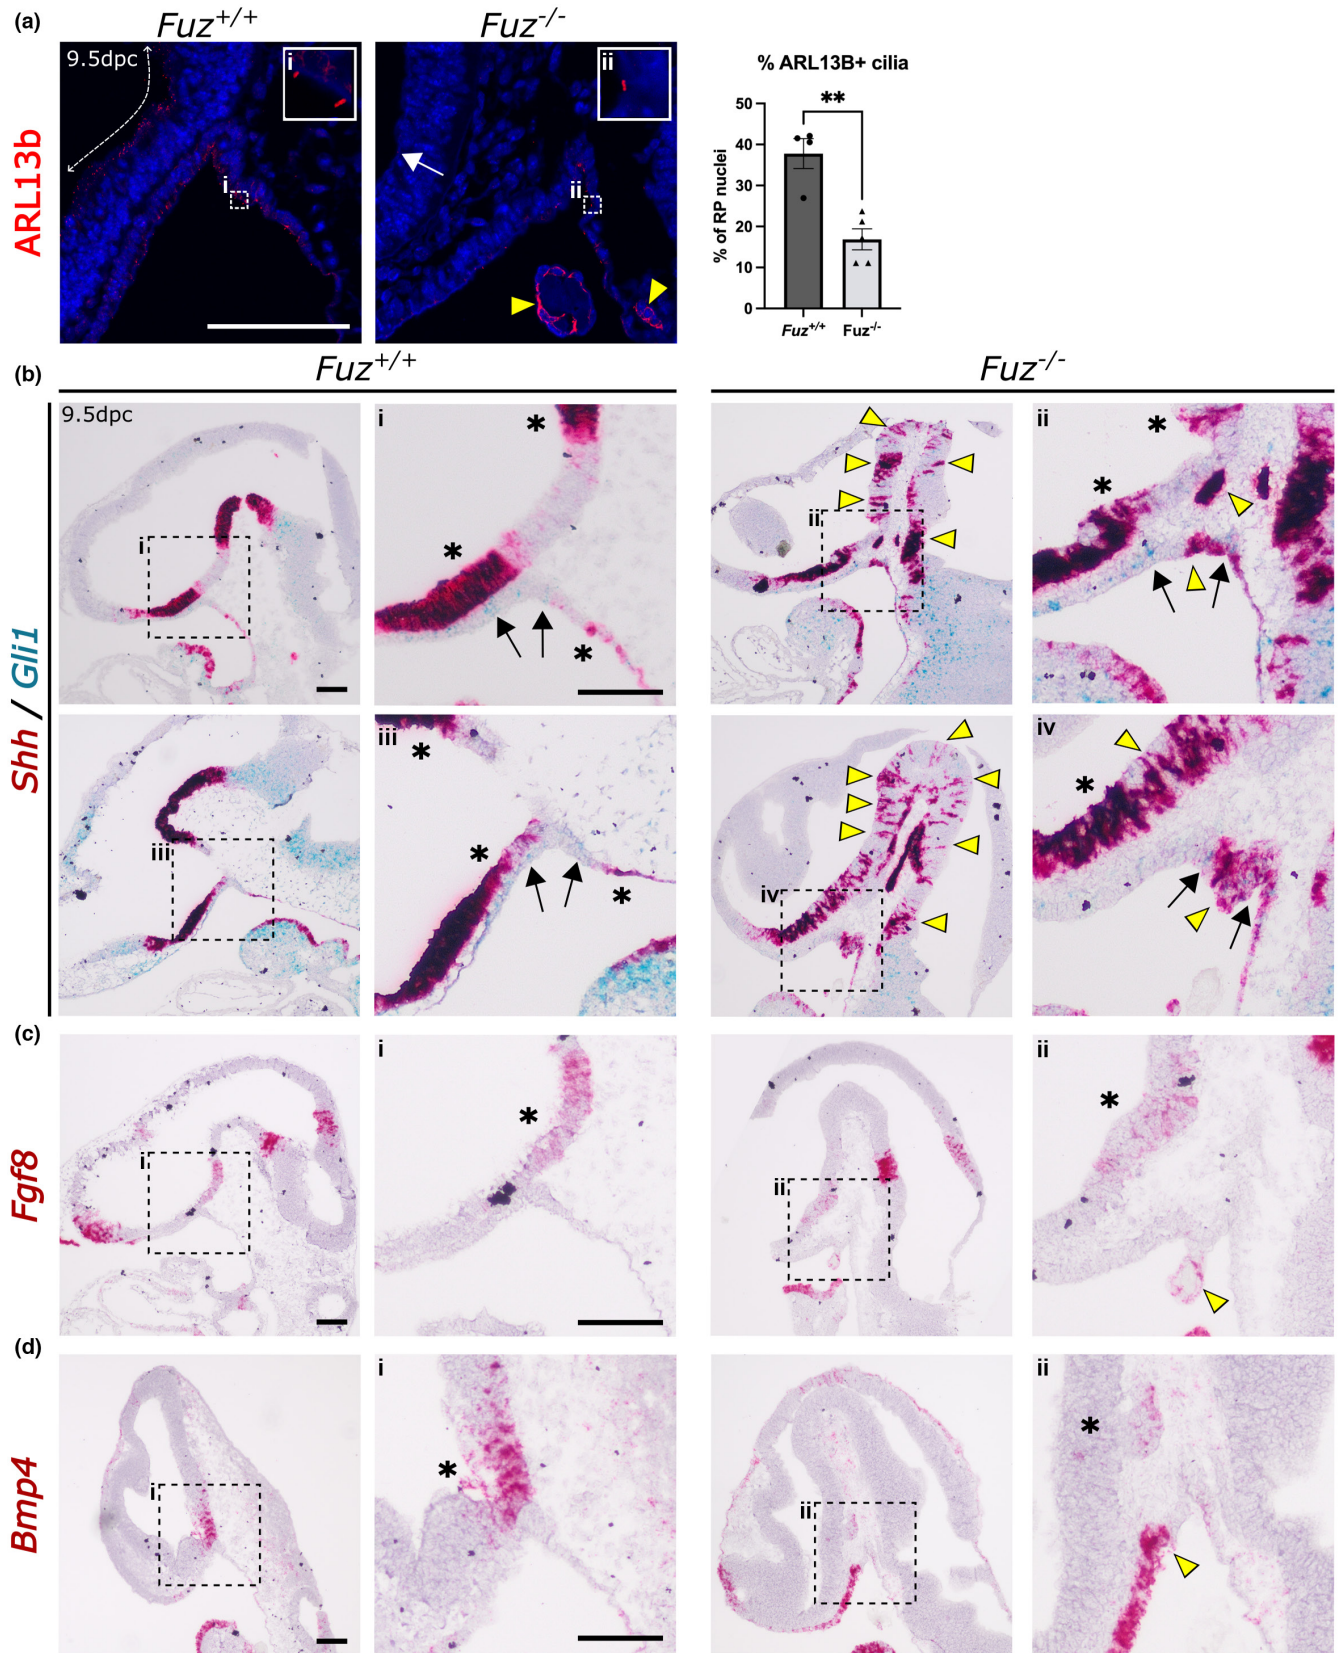 (a)
Fuz+/+
Fuz-/-
ARL13b
9.5dpc
i
i
ii
ii
% ARL13B+ cilia
**
% of RP nuclei
50
40
30
20
10
0
Fuz+/+
Fuz-/-
(b)
Fuz+/+
Fuz-/-
Shh / Gli1
9.5dpc
i
i
*
*
*
ii
ii
*
*
iii
iii
*
*
*
iv
iv
*
(c)
Fgf8
i
i
*
ii
ii
*
(d)
Bmp4
i
i
*
ii
ii
*